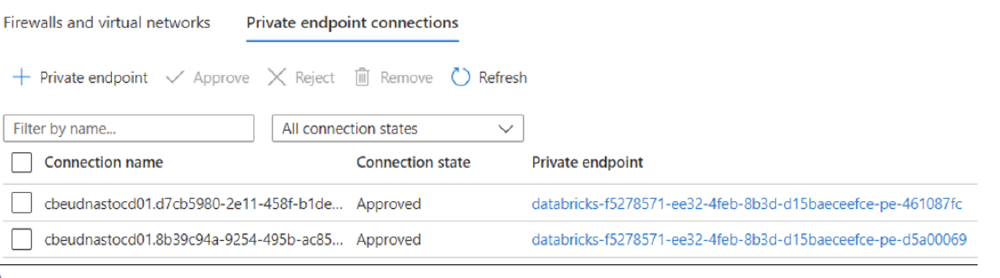 Firewalls and virtual networks Private endpoint connections
Private endpoint Approve Reject Remove Refresh
Filter by name... All connection states
Connection name Connection state Private endpoint
cbeudnastocd01.d7cb5980-2e11-458f-b1de... Approved databricks-f5278571-ee32-4feb-8b3d-d15baeceefce-pe-461087fc
cbeudnastocd01.8b39c94a-9254-495b-ac85... Approved databricks-f5278571-ee32-4feb-8b3d-d15baeceefce-pe-d5a00069